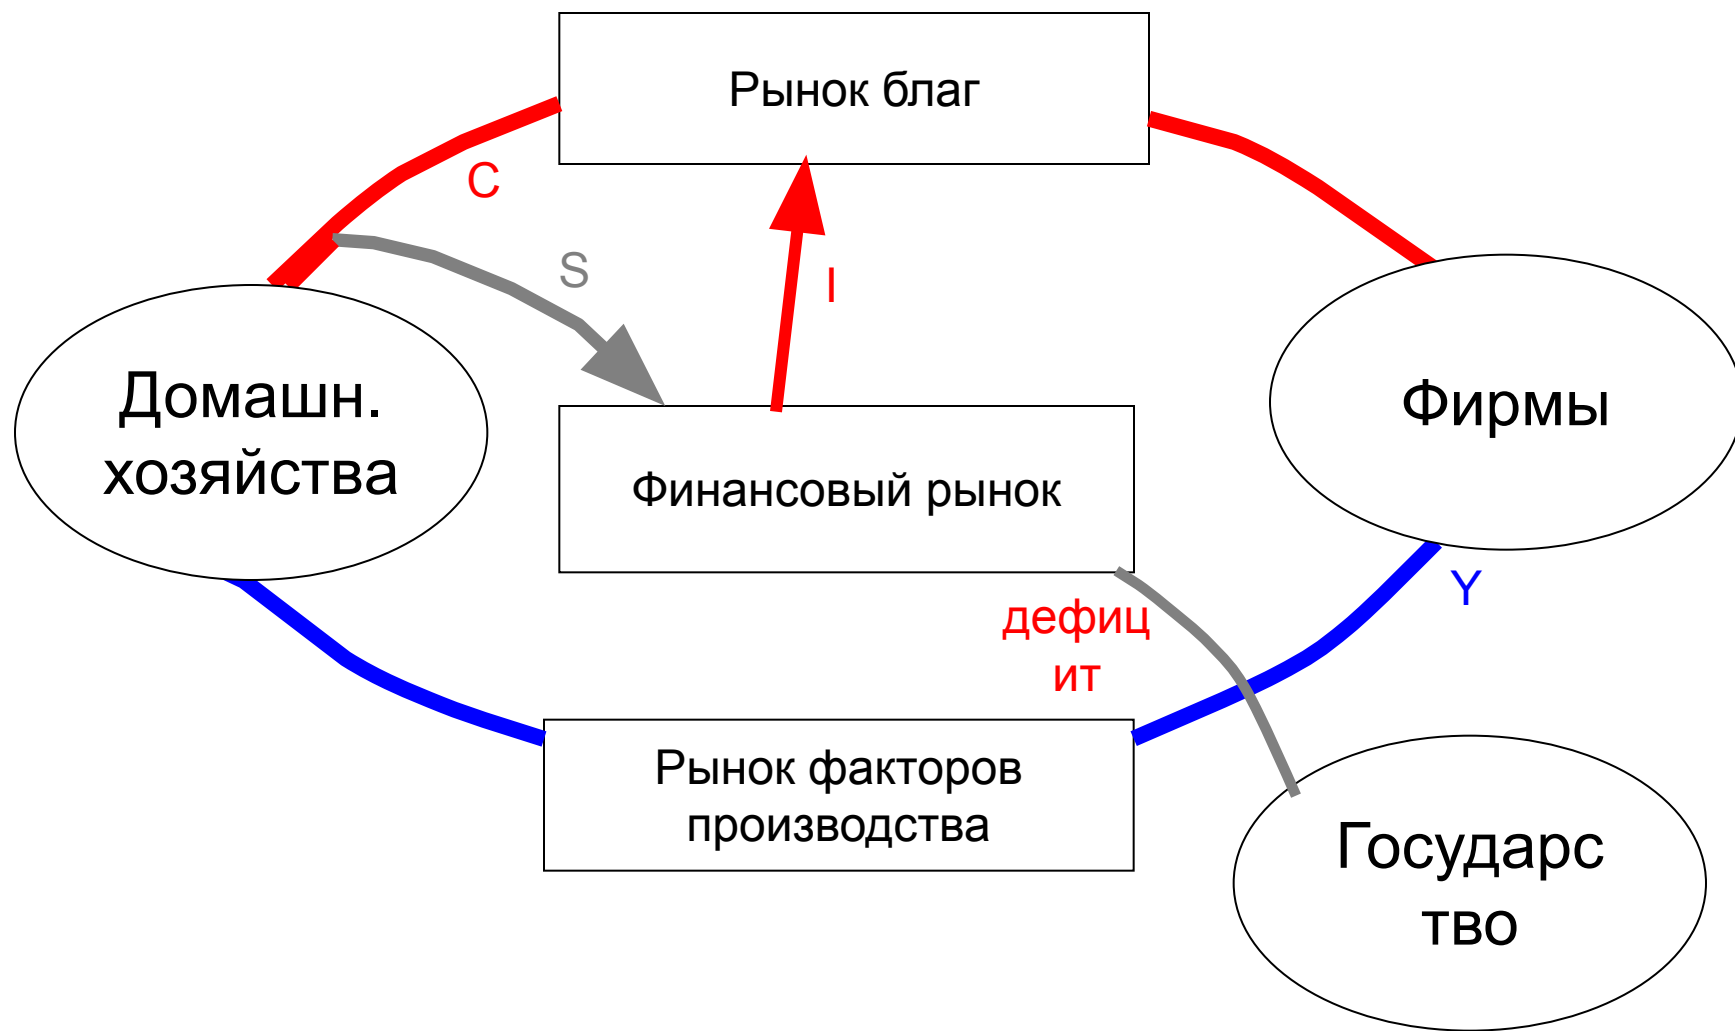 Рынок благ
C
S
I
Домашн.
хозяйства
Фирмы
Финансовый рынок
Y
дефиц
ит
Рынок факторов
производства
Государс
тво